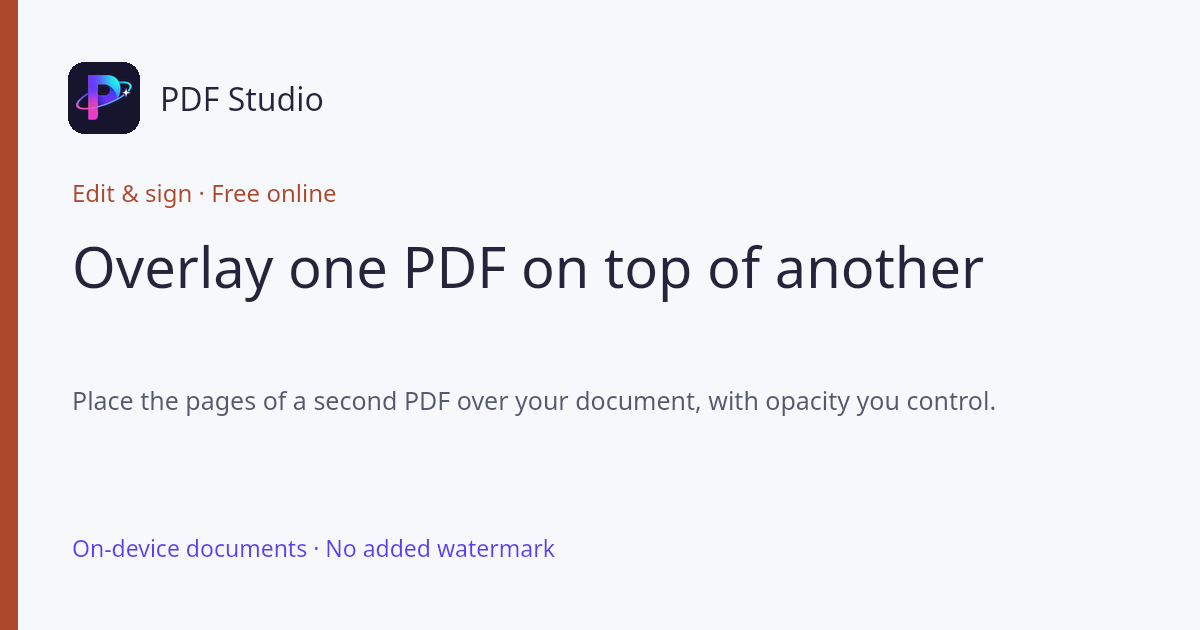 PDF Studio
Edit & sign · Free online
Overlay one PDF on top of another
Place the pages of a second PDF over your document, with opacity you control.
On-device documents · No added watermark